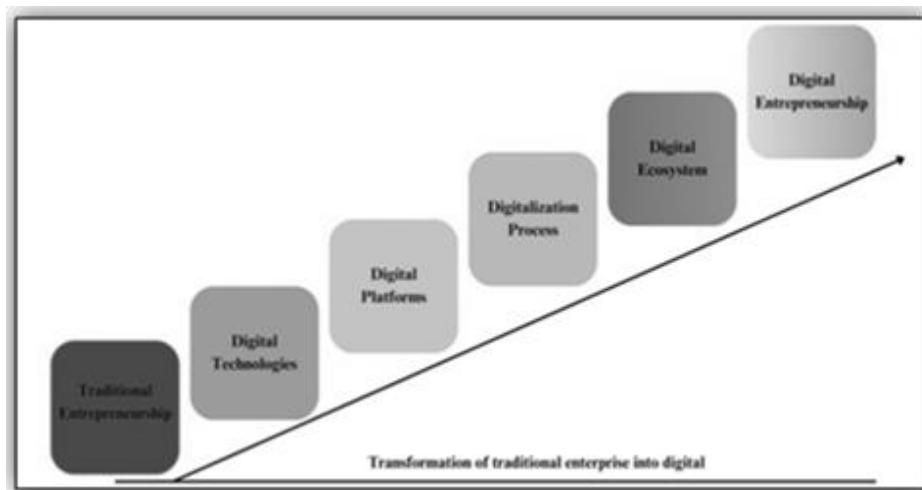 Digital
Entrepreneurship
Digital
Ecosystem
Digitalization
Process
Digital
Platforms
Digital
Technologies
Traditional
Entrepreneurship
Transformation of traditional enterprise into digital